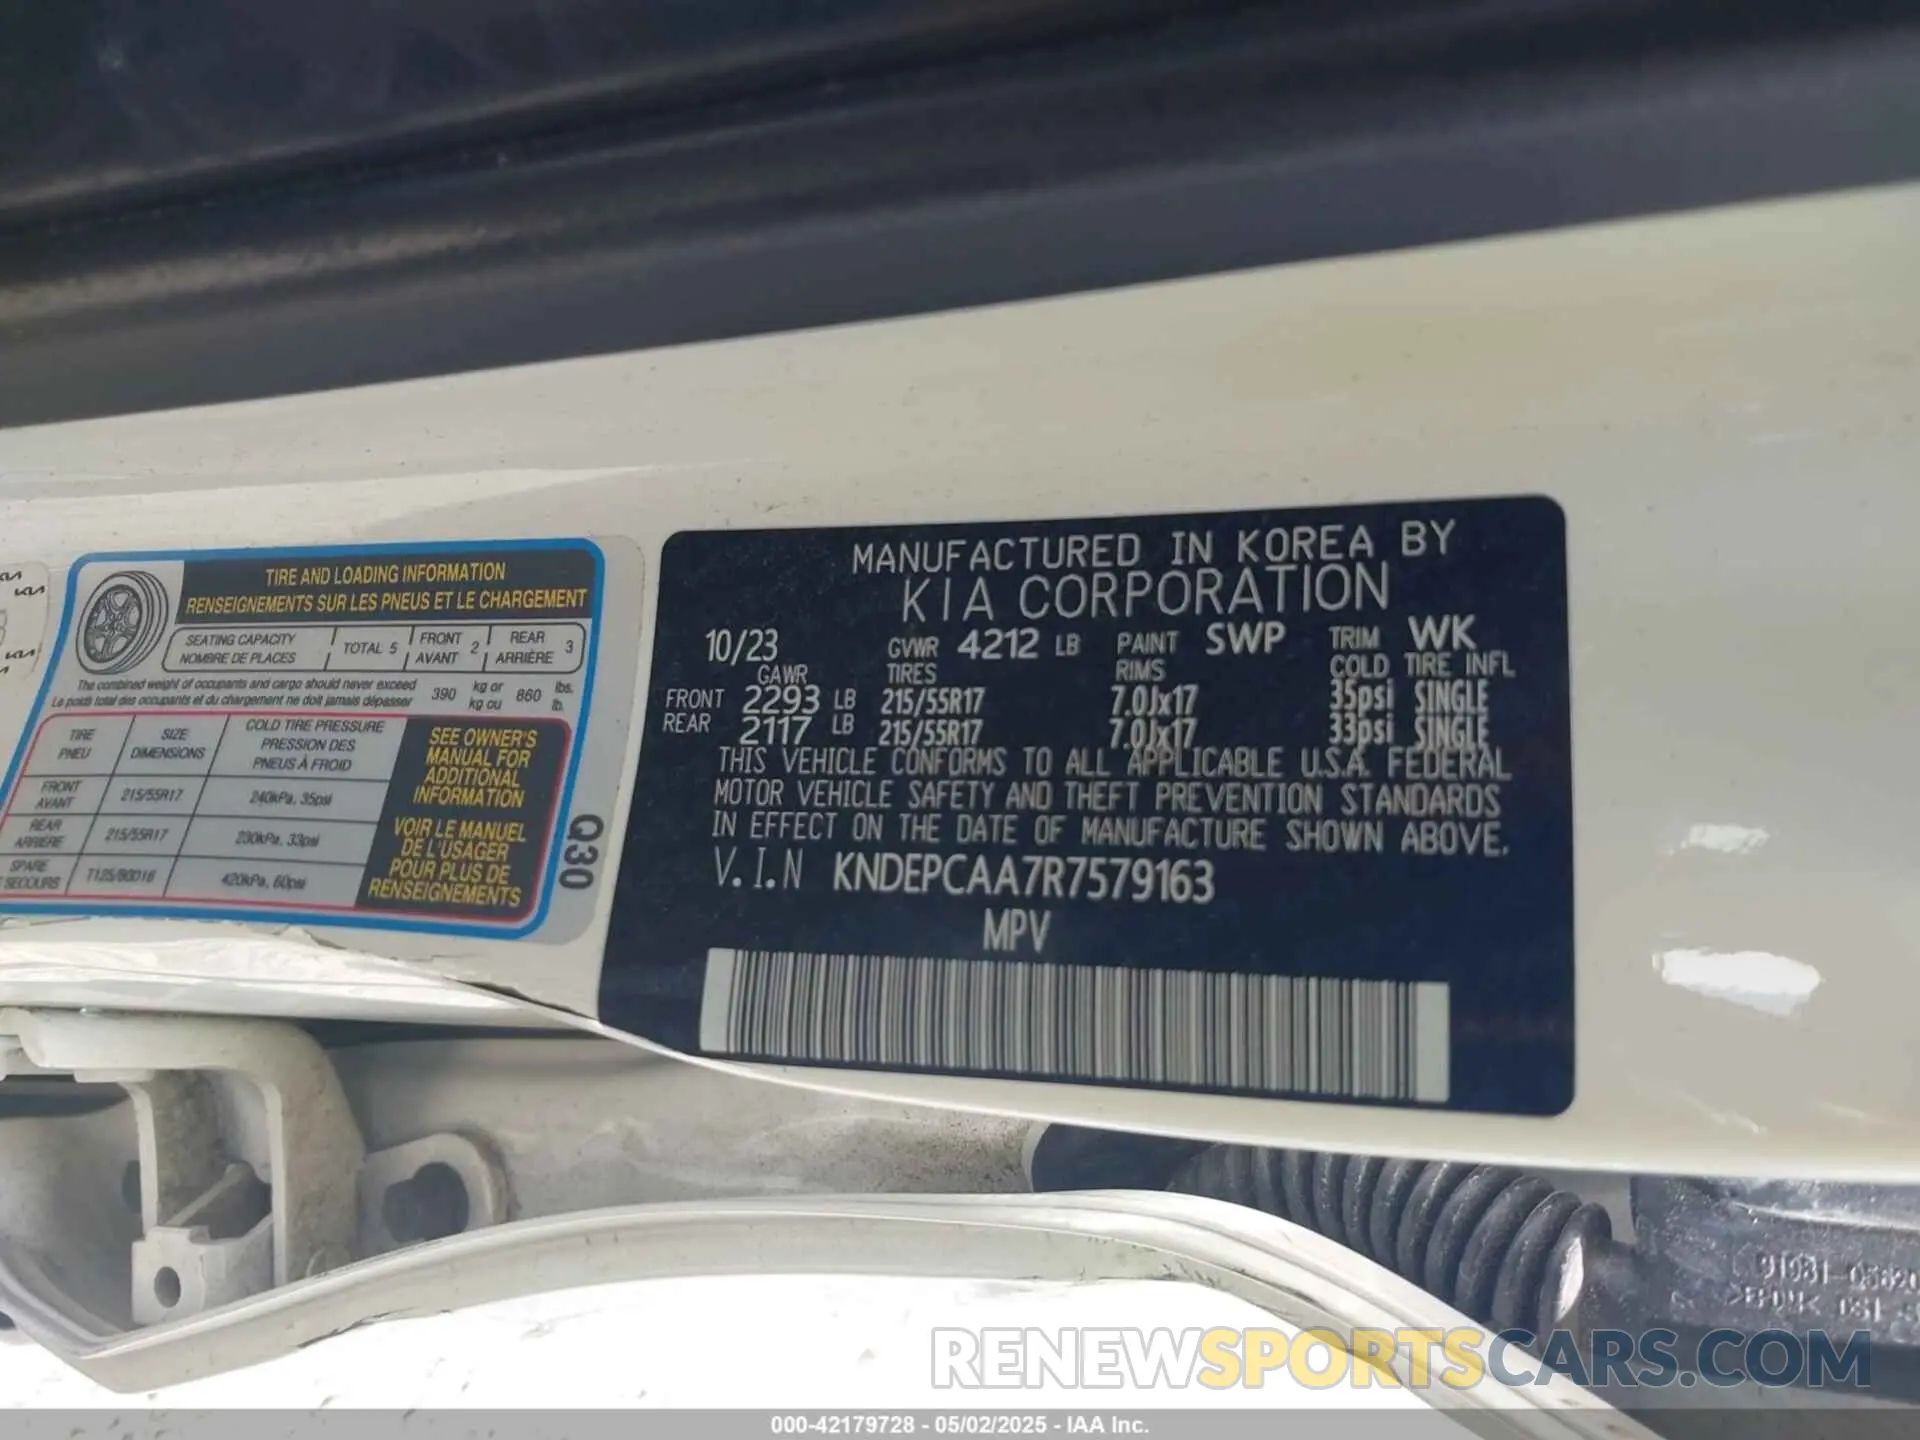 TIRE AND LOADING INFORMATION
RENSEIGNEMENTS SUR LES PNEUS ET LE CHARGEMENT
SEATING CAPACITY
NOMBRE DE PLACES
TOTAL 5
FRONT
AVANT
2
REAR
ARRIÈRE
3
The combined weight of occupants and cargo should never exceed
Le poids total des occupants et du chargement ne doit jamais dépasser
390
kg or
kg ou
860
lbs.
lb.
TIRE
PNEU
SIZE
DIMENSIONS
COLD TIRE PRESSURE
PRESSION DES
PNEUS À FROID
FRONT
AVANT
215/55R17
240kPa, 35psi
REAR
ARRIÈRE
215/55R17
230kPa, 33psi
SPARE
SECOURS
T125/80D16
420kPa, 60psi
SEE OWNER'S
MANUAL FOR
ADDITIONAL
INFORMATION
VOIR LE MANUEL
DE L'USAGER
POUR PLUS DE
RENSEIGNEMENTS
Q30
MANUFACTURED IN KOREA BY
KIA CORPORATION
10/23 GVWR 4212 LB PAINT SWP TRIM WK
GAWR TIRES RIMS COLD TIRE INFL
FRONT 2293 LB 215/55R17 7.0Jx17 35psi SINGLE
REAR 2117 LB 215/55R17 7.0Jx17 33psi SINGLE
THIS VEHICLE CONFORMS TO ALL APPLICABLE U.S.A. FEDERAL
MOTOR VEHICLE SAFETY AND THEFT PREVENTION STANDARDS
IN EFFECT ON THE DATE OF MANUFACTURE SHOWN ABOVE.
V.I.N KNDEPCAA7R7579163
MPV
RENEWSPORTSCARS.COM
000-42179728 - 05/02/2025 - IAA Inc.